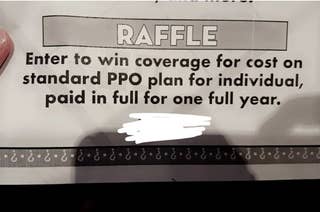 RAFFLE
Enter to win coverage for cost on
standard PPO plan for individual,
paid in full for one full year.